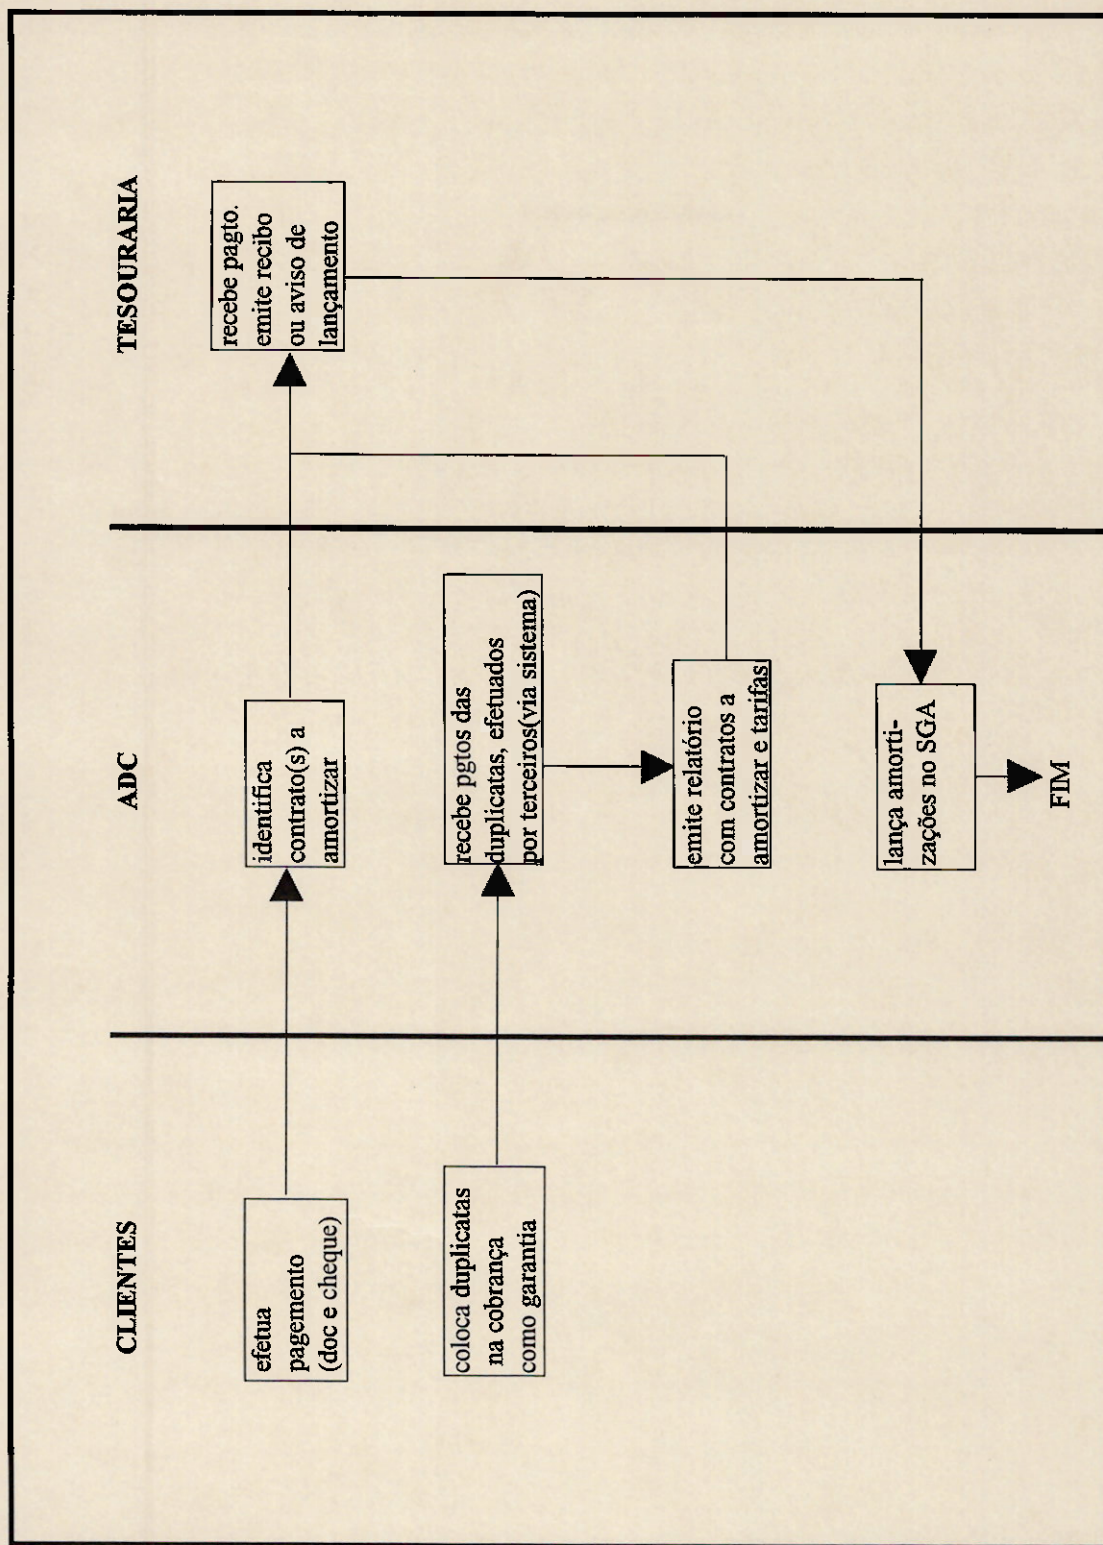 CLIENTES
ADC
TESOURARIA
efetua
pagemento
(doc e cheque)
identifica
contrato(s) a
amortizar
recebe pagto.
emite recibo
ou aviso de
lançamento
coloca duplicatas
na cobrança
como garantia
recebe pgtos das
duplicatas, efetuados
por terceiros(via sistema)
emite relatório
com contratos a
amortizar e tarifas
lança amorti-
zações no SGA
FIM